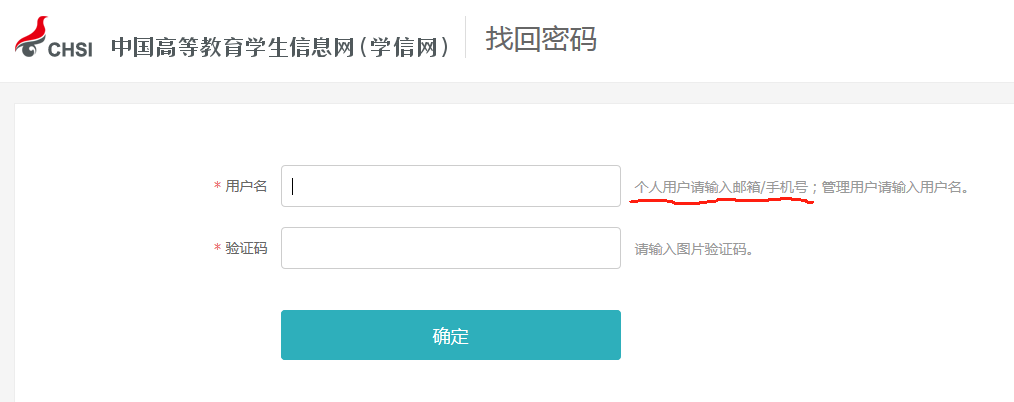 CHSI 中国高等教育学生信息网(学信网) 找回密码
* 用户名 个人用户请输入邮箱/手机号；管理用户请输入用户名。
* 验证码 请输入图片验证码。
确定